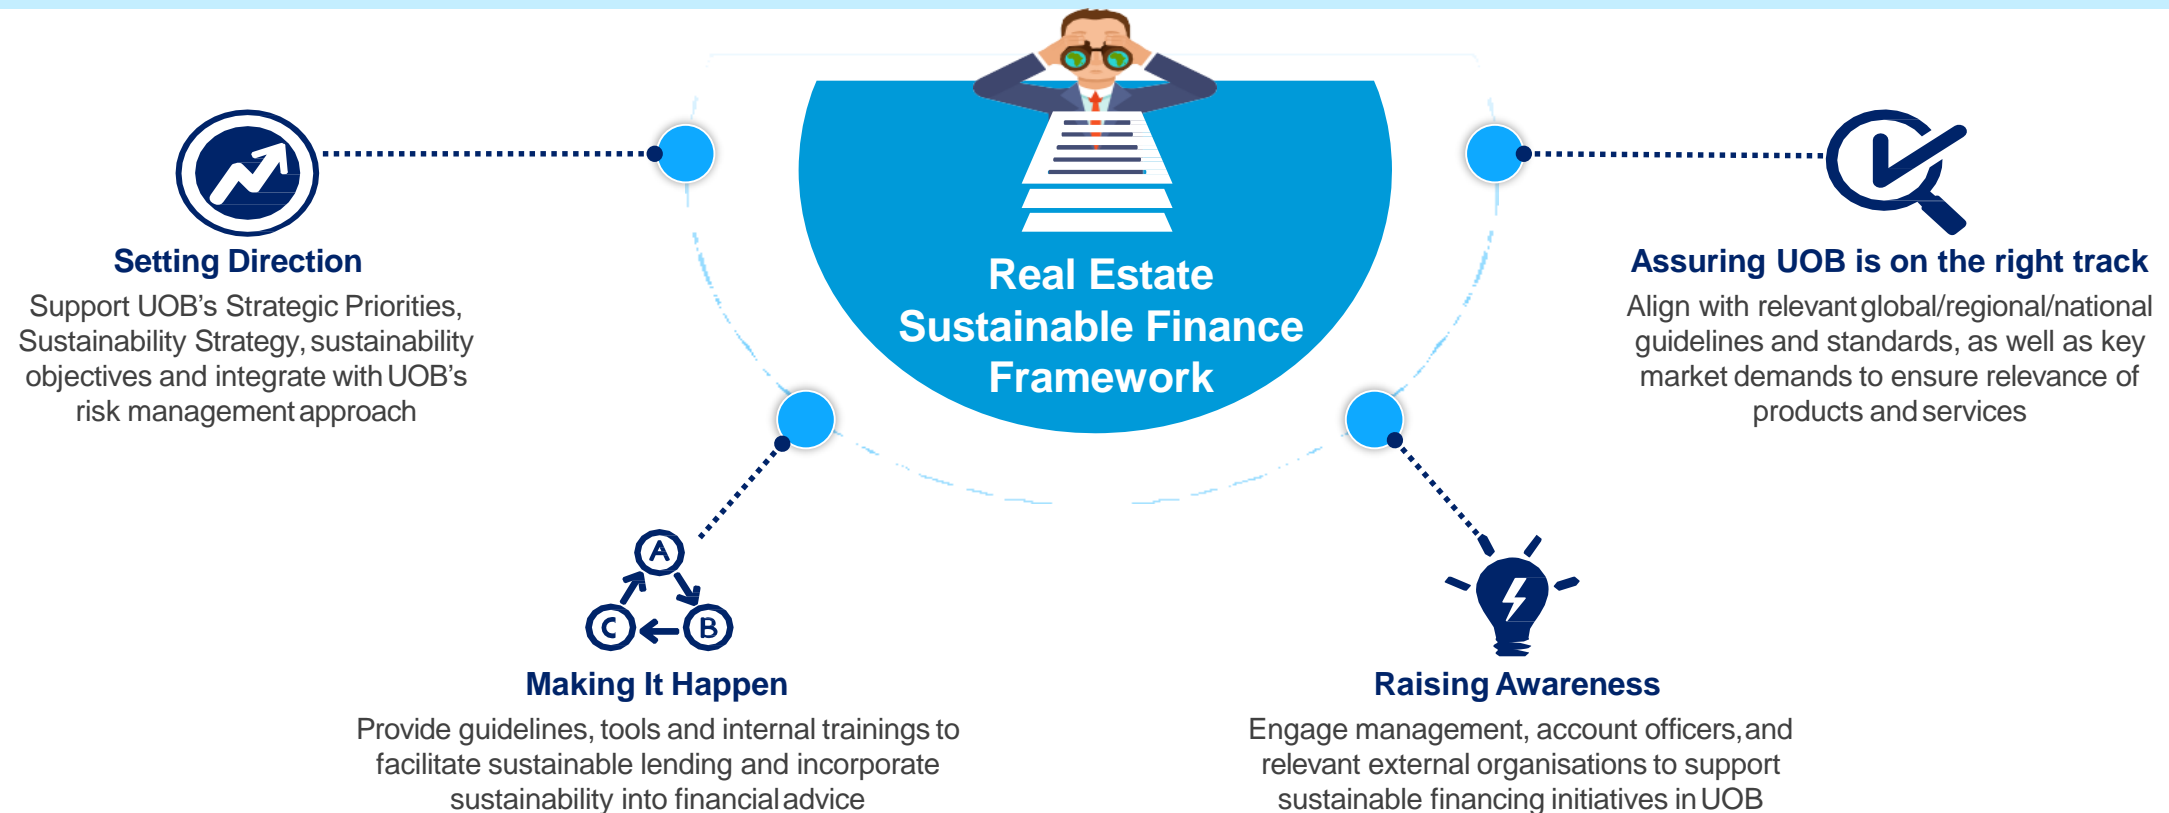 Real Estate
Sustainable Finance
Framework
Setting Direction
Support UOB's Strategic Priorities,
Sustainability Strategy, sustainability
objectives and integrate with UOB's
risk management approach
A
B
C
Making It Happen
Provide guidelines, tools and internal trainings to
facilitate sustainable lending and incorporate
sustainability into financial advice
Raising Awareness
Engage management, account officers, and
relevant external organisations to support
sustainable financing initiatives in UOB
Assuring UOB is on the right track
Align with relevant global/regional/national
guidelines and standards, as well as key
market demands to ensure relevance of
products and services